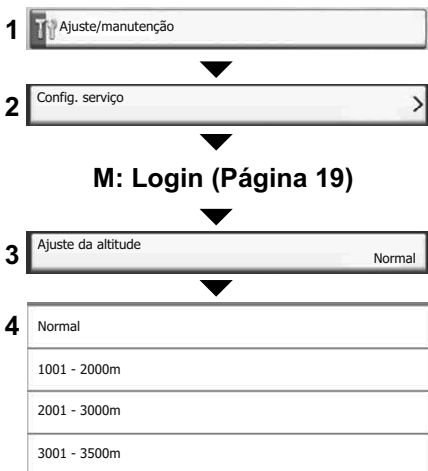 1 Ajuste/manutenção
2 Config. serviço
M: Login (Página 19)
3 Ajuste da altitude
Normal
4 Normal
1001 - 2000m
2001 - 3000m
3001 - 3500m